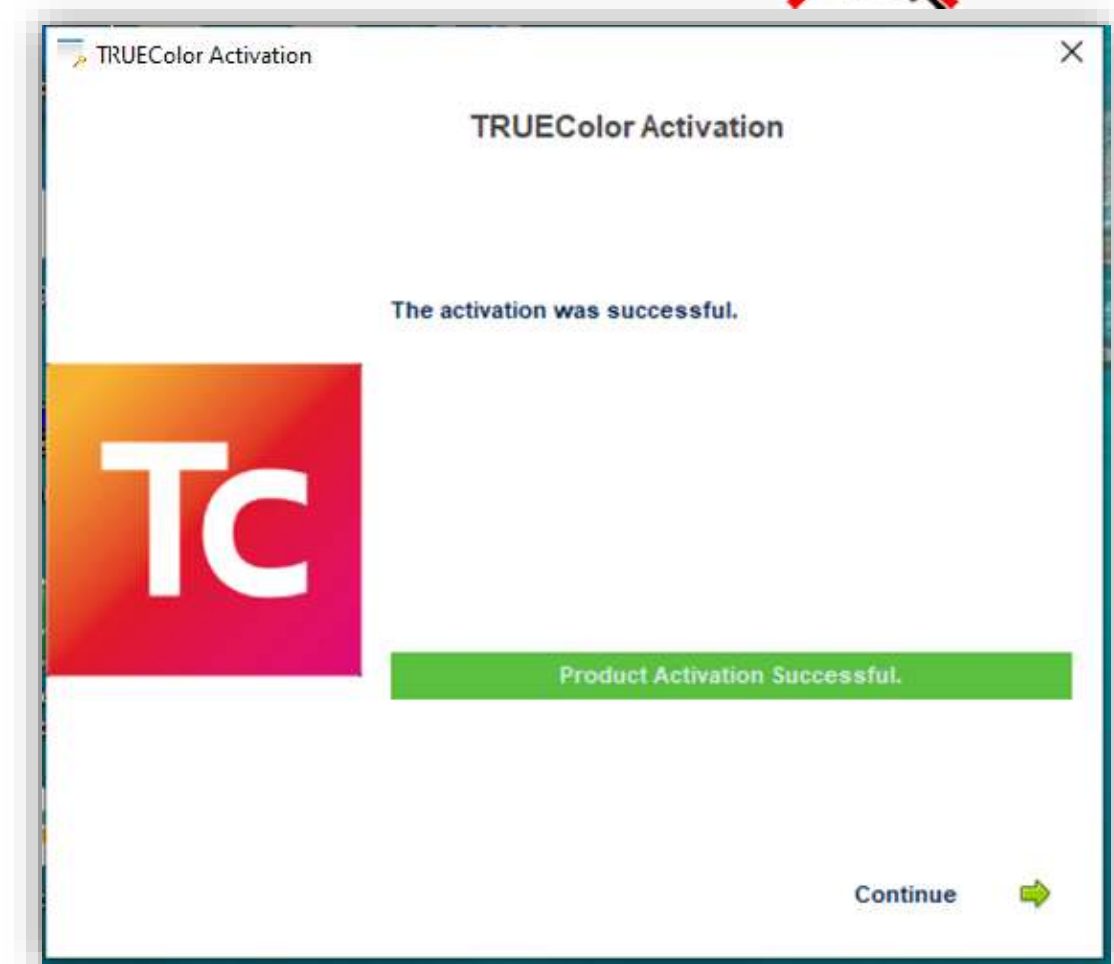 TRUEColor Activation
TRUEColor Activation
The activation was successful.
Tc
Product Activation Successful.
Continue